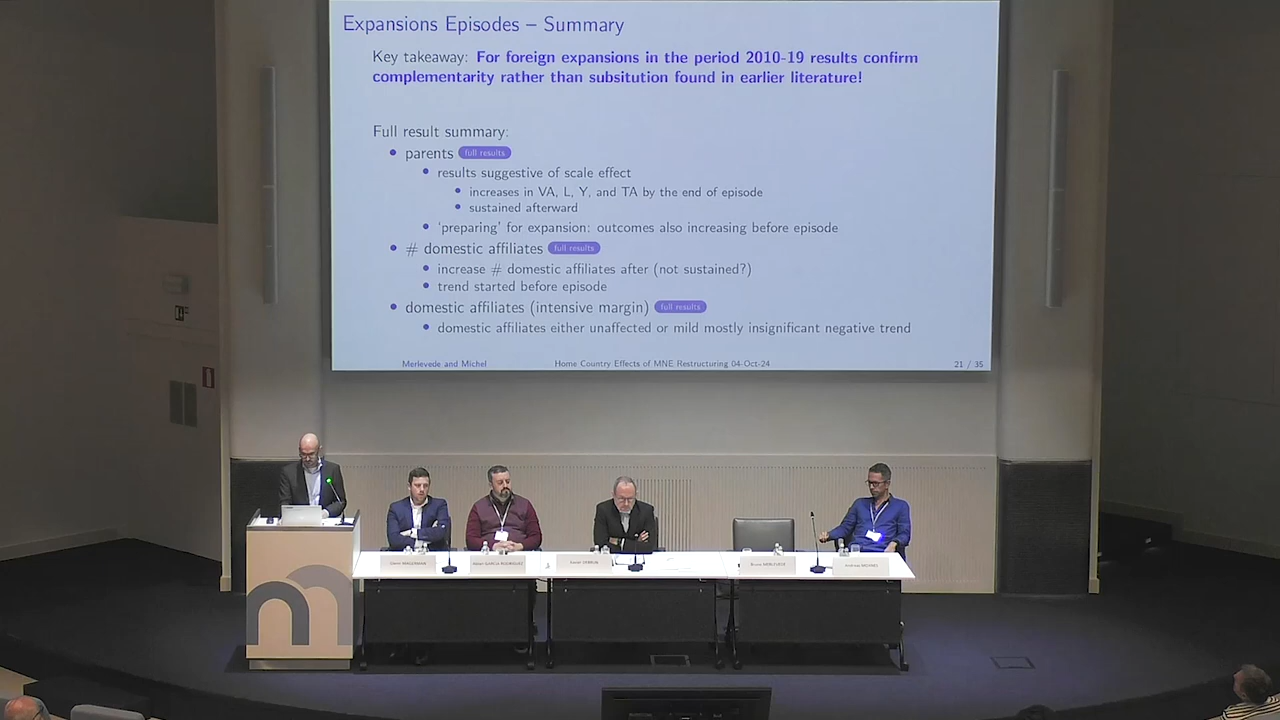 Expansions Episodes – Summary
Key takeaway: For foreign expansions in the period 2010-19 results confirm
complementarity rather than subsitution found in earlier literature!
Full result summary:
parents full results
results suggestive of scale effect
increases in VA, L, Y, and TA by the end of episode
sustained afterward
‘preparing’ for expansion: outcomes also increasing before episode
# domestic affiliates full results
increase # domestic affiliates after (not sustained?)
trend started before episode
domestic affiliates (intensive margin) full results
domestic affiliates either unaffected or mild mostly insignificant negative trend
Merlevede and Michel Home Country Effects of MNE Restructuring 04-Oct-24 21 / 35
Bruno MERLEVEDE